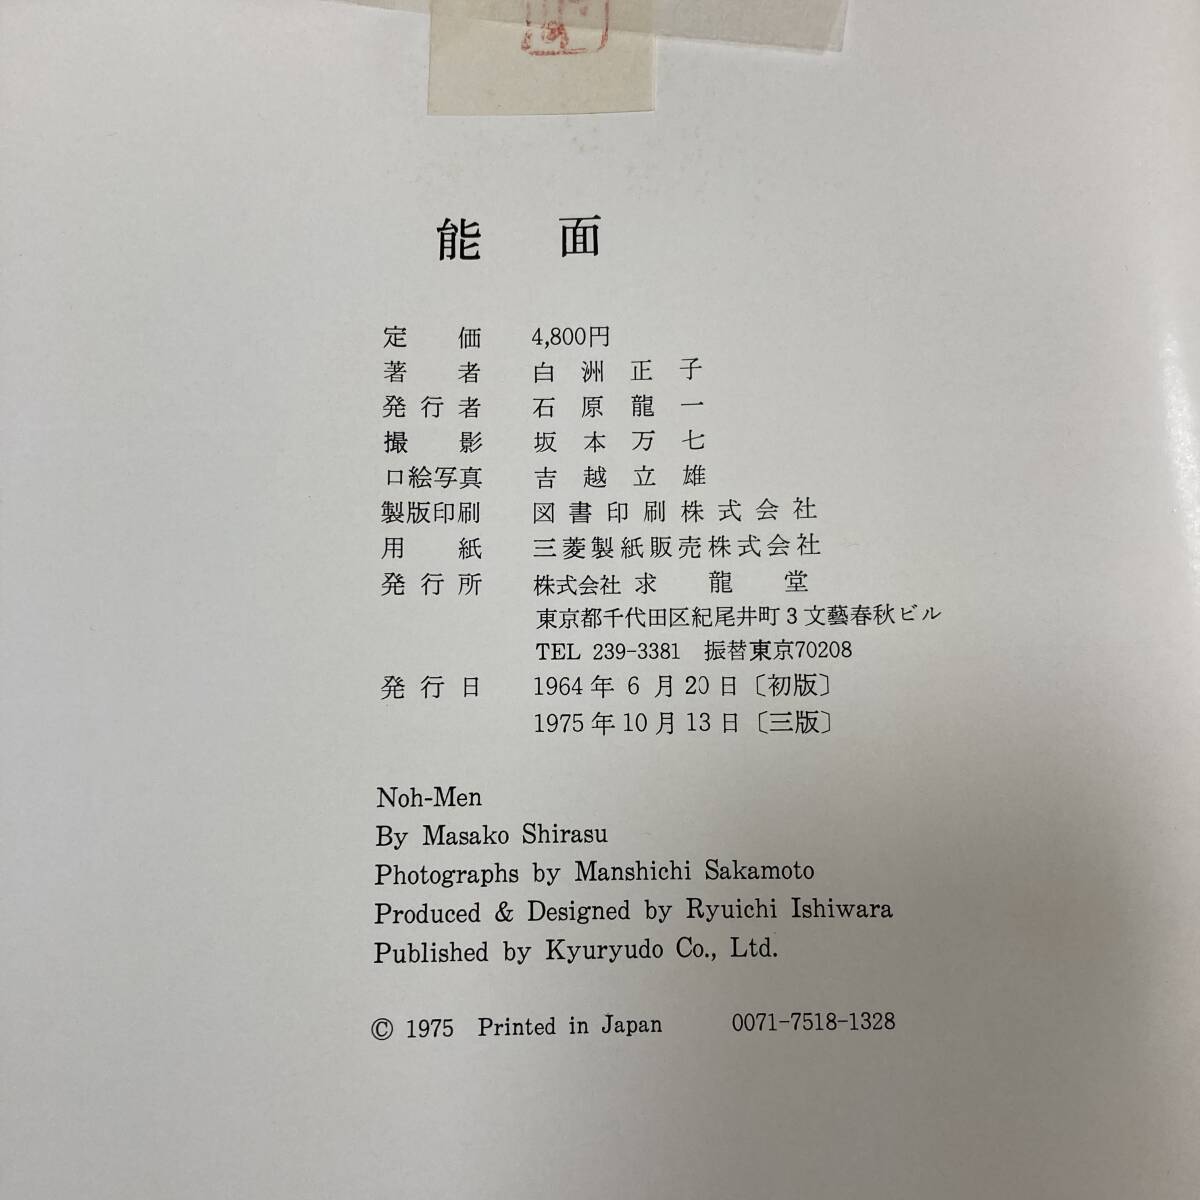 能面
定価 4,800円
著者 白洲正子
発行者 石原龍一
撮影 坂本万七
口絵写真 吉越立雄
製版印刷 図書印刷株式会社
用紙 三菱製紙販売株式会社
発行所 株式会社 求龍堂
東京都千代田区紀尾井町3文藝春秋ビル
TEL 239-3381 振替東京70208
発行日 1964年6月20日〔初版〕
1975年10月13日〔三版〕
Noh-Men
By Masako Shirasu
Photographs by Manshichi Sakamoto
Produced & Designed by Ryuichi Ishiwara
Published by Kyuryudo Co., Ltd.
© 1975 Printed in Japan 0071-7518-1328